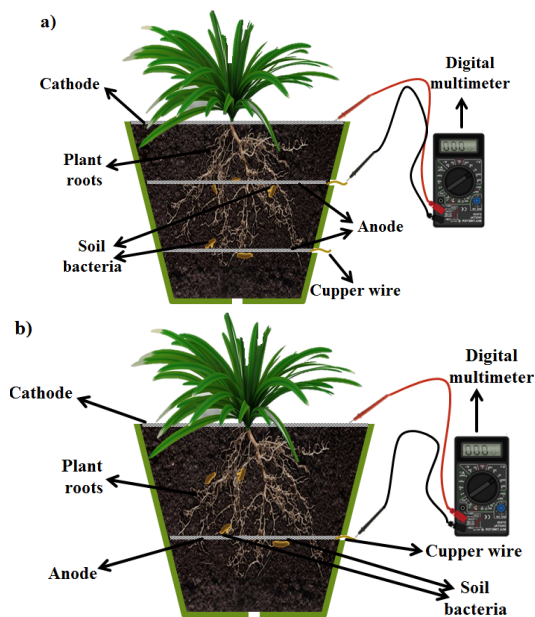 a)
Digital
multimeter
Cathode
Plant
roots
Anode
Soil
bacteria
Cupper wire
b)
Digital
multimeter
Cathode
Plant
roots
Cupper wire
Anode
Soil
bacteria